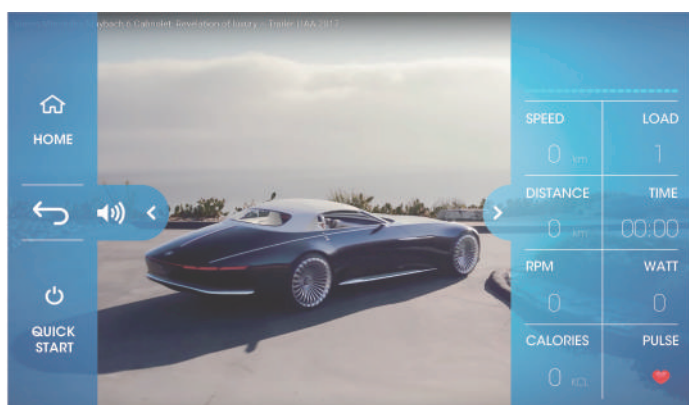 6 Cabriolet: Revelation of luxury – Trailer IAA 2017
HOME
QUICK
START
SPEED LOAD
0 km 1
DISTANCE TIME
0 km 00:00
RPM WATT
0 0
CALORIES PULSE
0 KCL